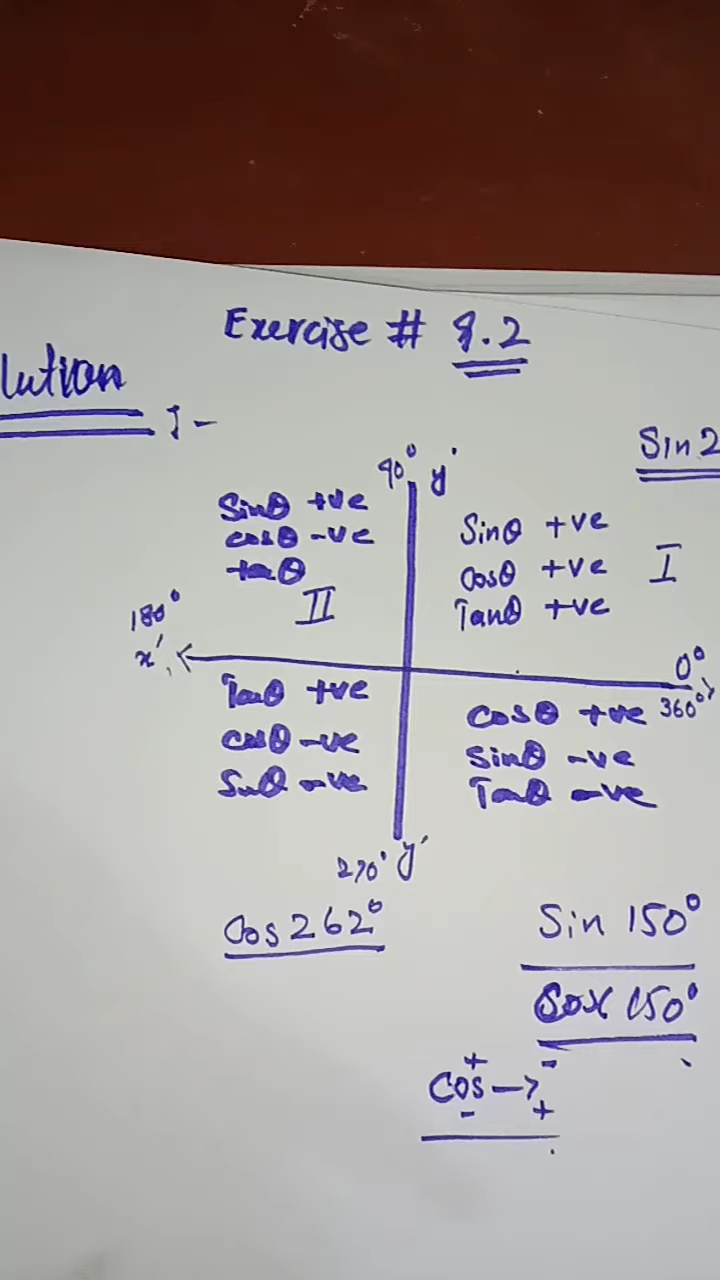 Exercise # 9.2
lution :-
Sin 2
90° y
Sinθ +ve
cosθ -ve
tanθ
II
Sinθ +ve
Cosθ +ve
Tanθ +ve
I
180°
x'
0°
360°
Tanθ +ve
cosθ -ve
Sinθ -ve
cosθ +ve
sinθ -ve
Tanθ -ve
270° y'
Cos 262°
Sin 150°
150°
+ -
Cos →
- +